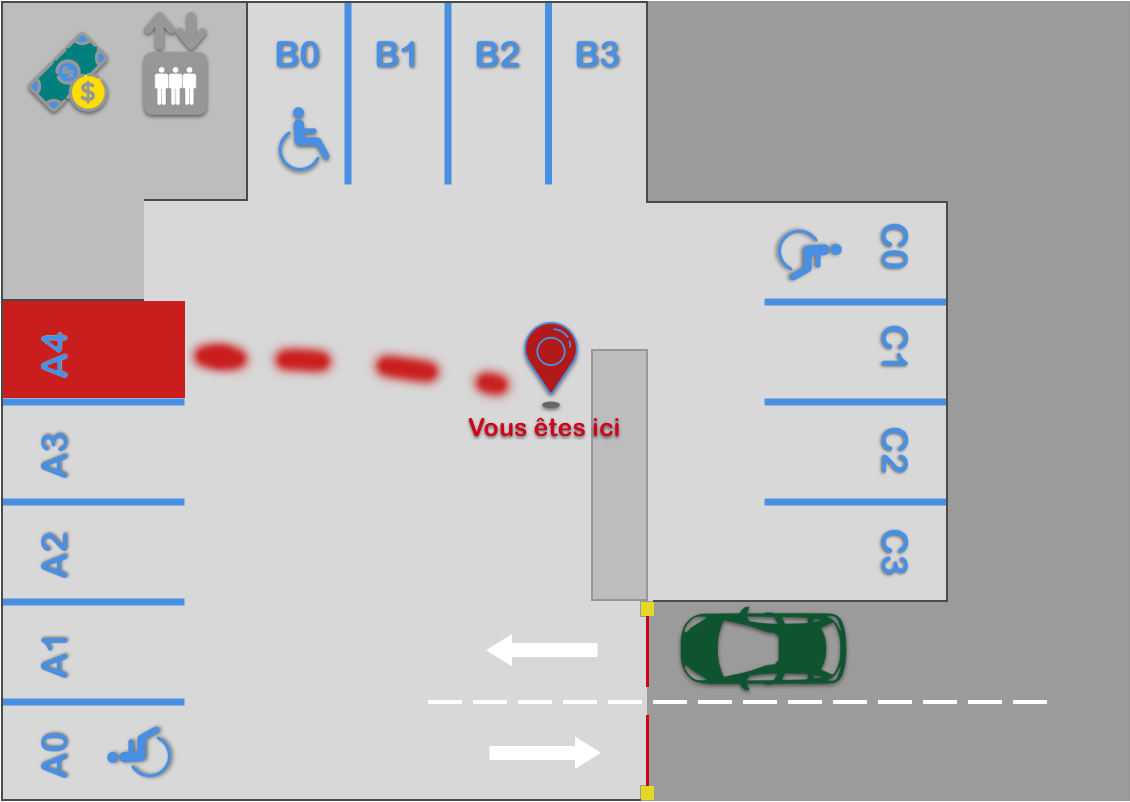 B0 B1 B2 B3
C0
A4
C1
Vous êtes ici
A3
C2
A2
C3
A1
A0
$
$